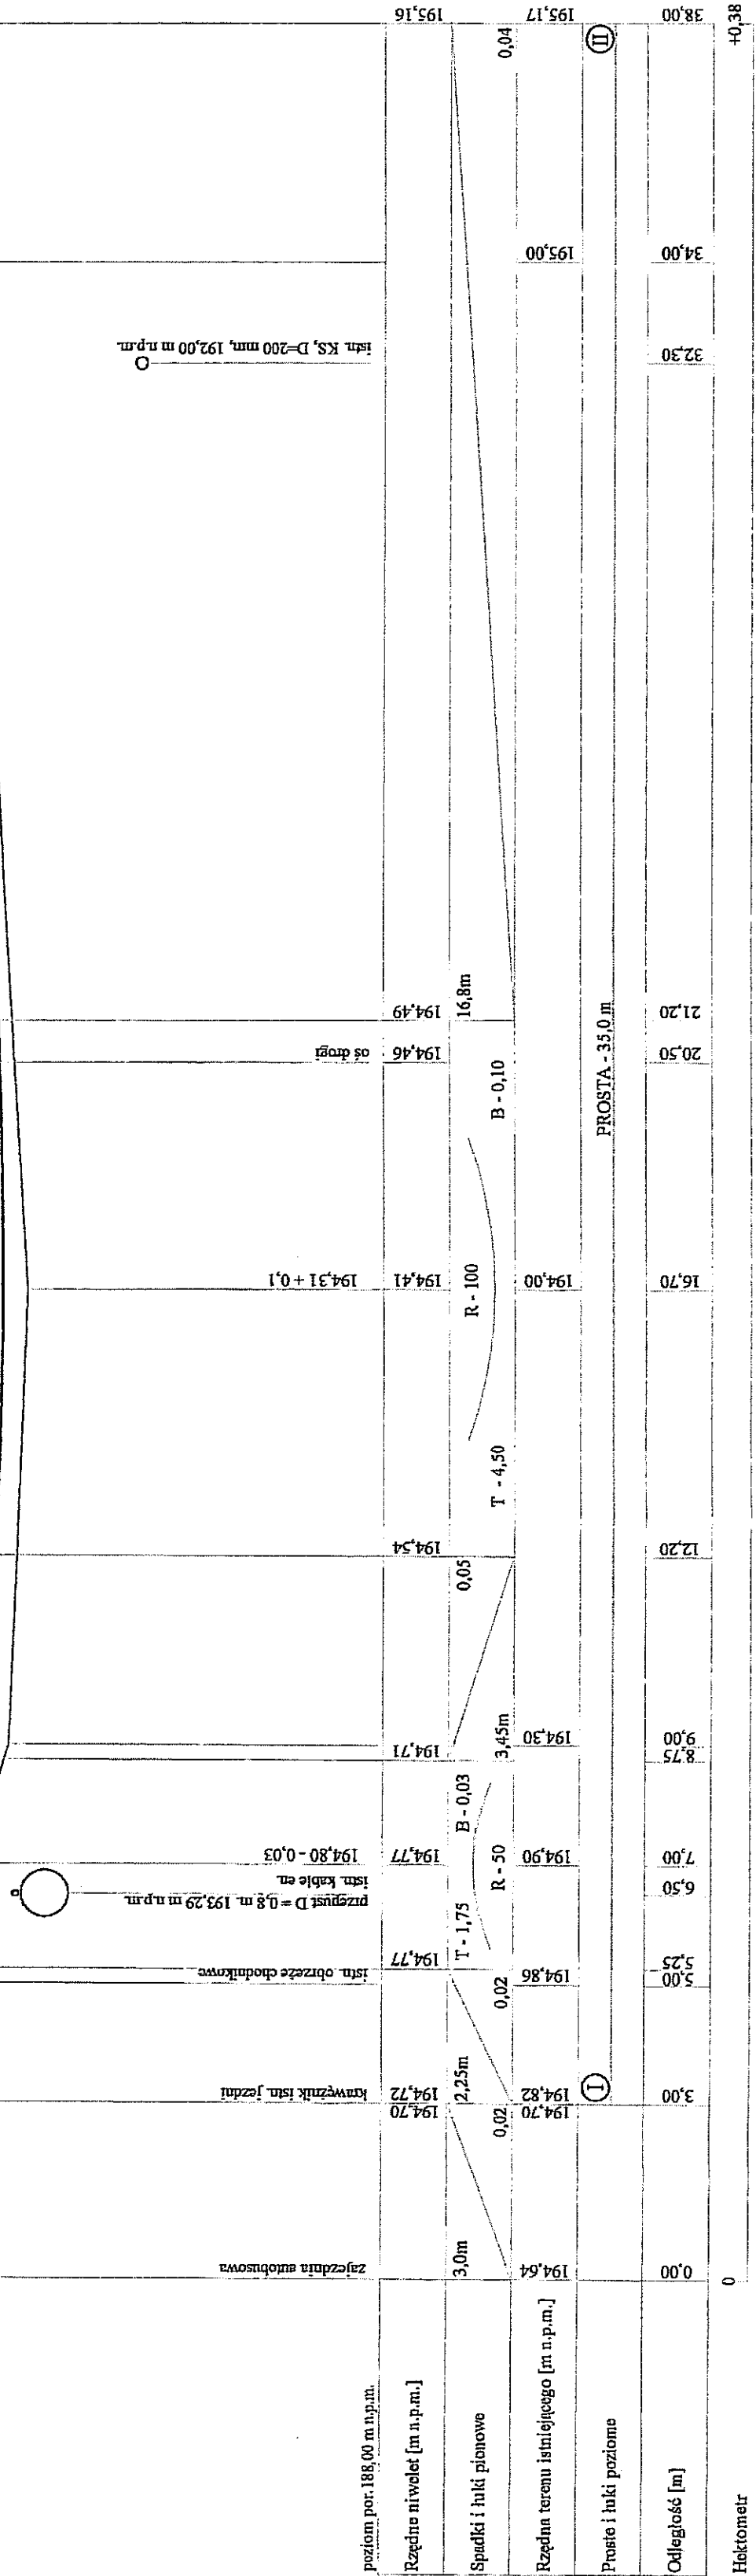 poziom por. 188,00 m n.p.m.
zajezdnia autobusowa
krawężnik istn. jezdni
istn. obrzeże chodnikowe
przepust D = 0,8 m 193,29 m n.p.m.
istn. kable en.
194,80 - 0,03
194,31 + 0,1
oś drogi
istn. KS, D=200 mm, 192,00 m n.p.m.
Rzędne niwelet [m n.p.m.]
194,70
194,72
194,77
194,77
194,71
194,54
194,41
194,46
194,49
195,16
Spadki i łuki pionowe
3,0m
0,02
2,25m
0,02
T - 1,75
R - 50
B - 0,03
3,45m
0,05
T - 4,50
R - 100
B - 0,10
16,8m
0,04
Rzędna terenu istniejącego [m n.p.m.]
194,64
194,70
194,82
194,86
194,90
194,30
194,00
195,00
195,17
Proste i łuki poziome
I
PROSTA - 35,0 m
II
Odległość [m]
0,00
3,00
5,00
5,25
6,50
7,00
8,75
9,00
12,20
16,70
20,50
21,20
32,30
34,00
38,00
Hektometr
0
+0,38